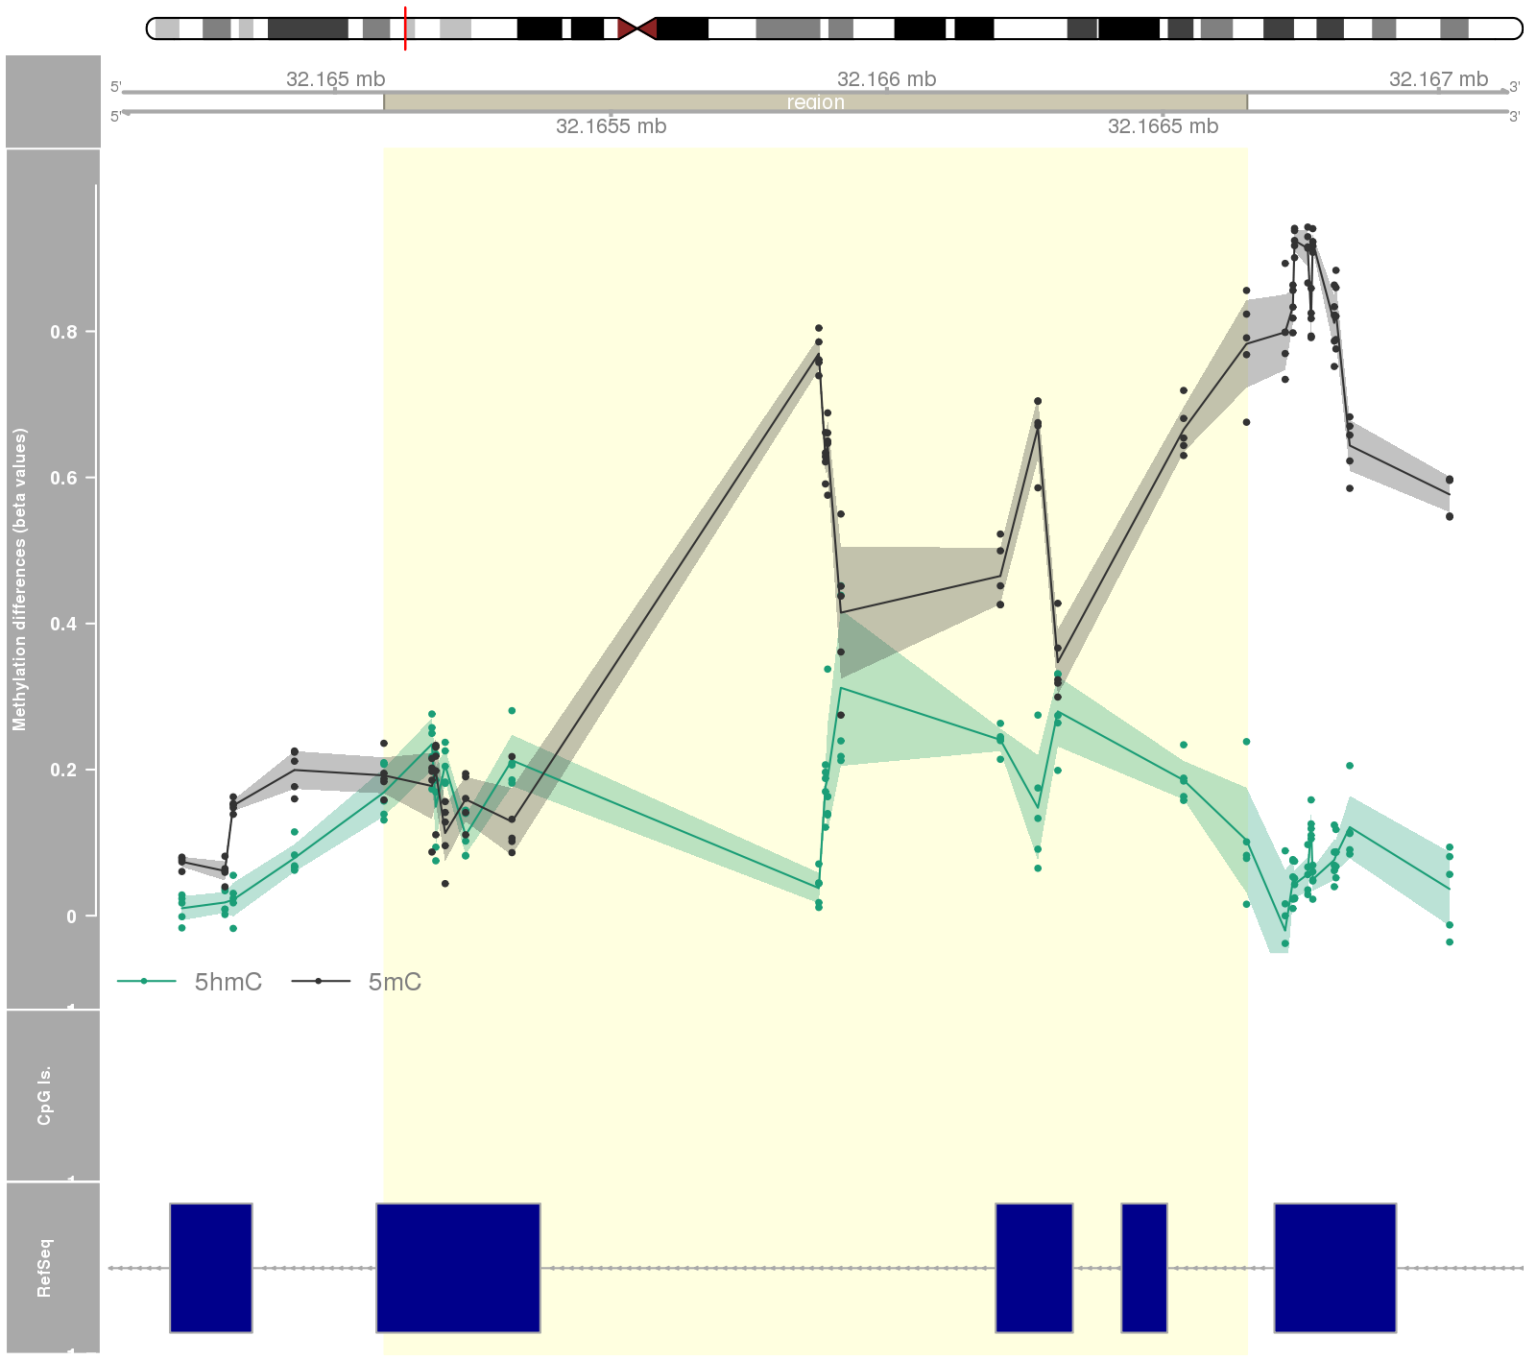 32.165 mb
32.166 mb
32.167 mb
5'
3'
region
5'
3'
32.1655 mb
32.1665 mb
Methylation differences (beta values)
0.8
0.6
0.4
0.2
0
5hmC
5mC
CpG Is.
RefSeq